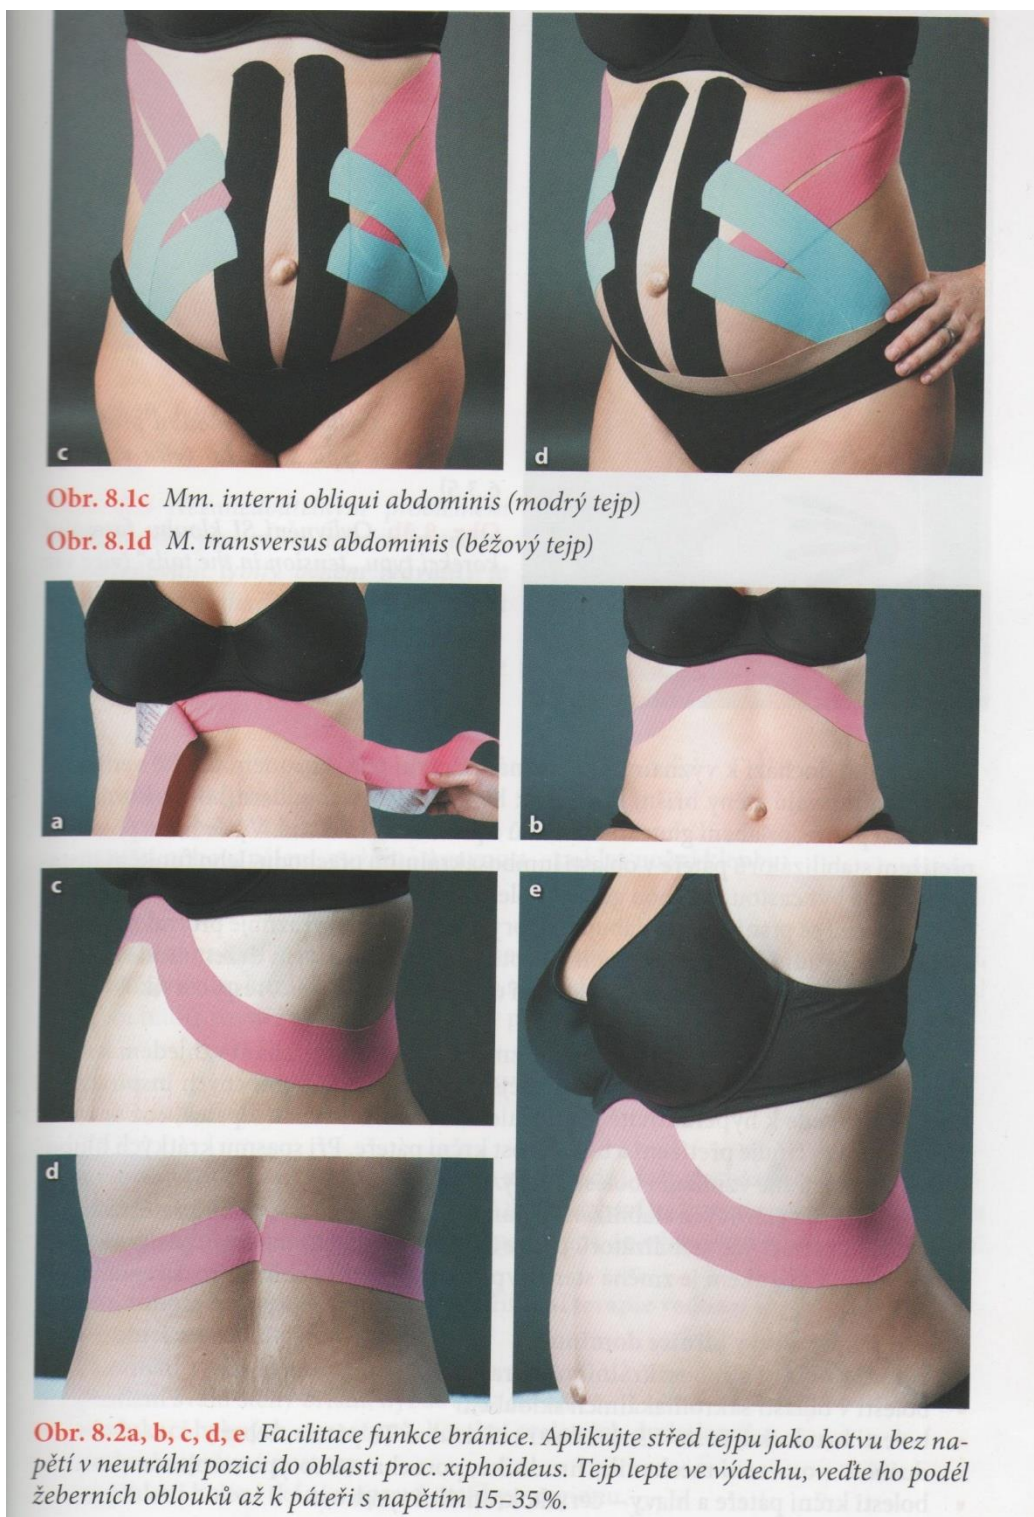 c
d
Obr. 8.1c Mm. interni obliqui abdominis (modrý tejp)
Obr. 8.1d M. transversus abdominis (béžový tejp)
a
b
c
e
d
Obr. 8.2a, b, c, d, e Facilitace funkce bránice. Aplikujte střed tejpu jako kotvu bez na-
pětí v neutrální pozici do oblasti proc. xiphoideus. Tejp lepte ve výdechu, veďte ho podél
žeberních oblouků až k páteři s napětím 15–35 %.